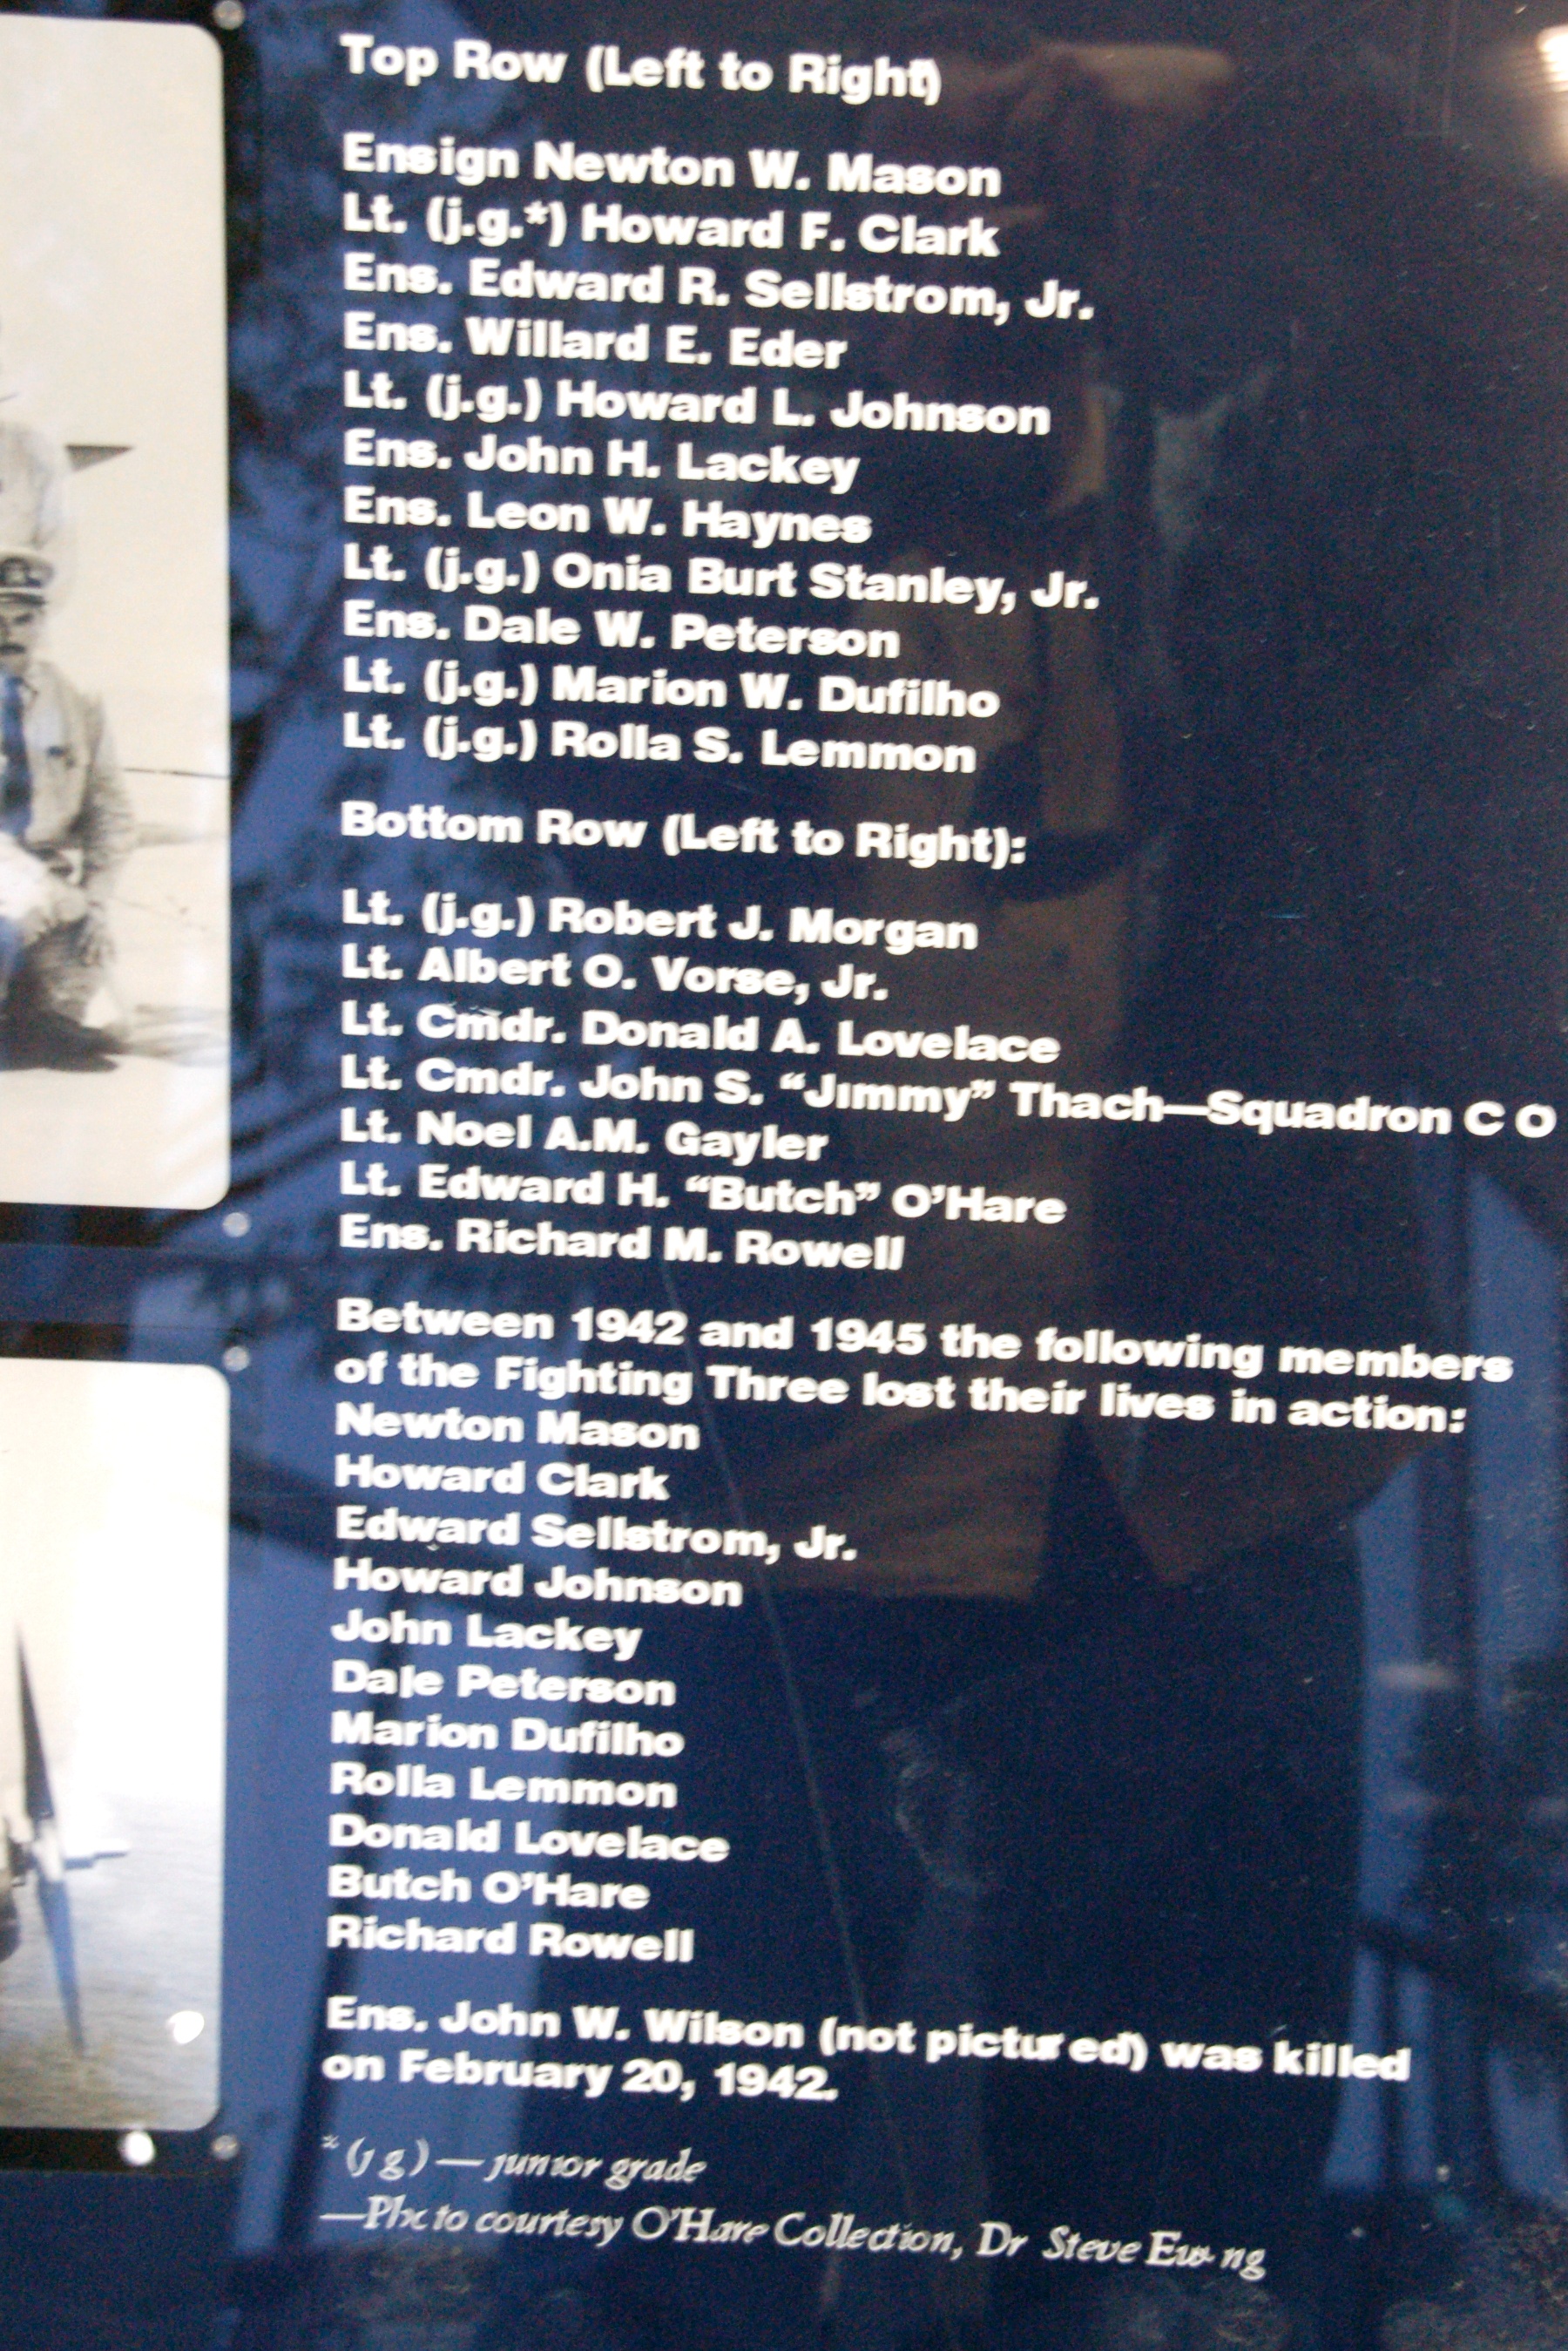 Top Row (Left to Right)
Ensign Newton W. Mason
Lt. (j.g.*) Howard F. Clark
Ens. Edward R. Sellstrom, Jr.
Ens. Willard E. Eder
Lt. (j.g.) Howard L. Johnson
Ens. John H. Lackey
Ens. Leon W. Haynes
Lt. (j.g.) Onia Burt Stanley, Jr.
Ens. Dale W. Peterson
Lt. (j.g.) Marion W. Dufilho
Lt. (j.g.) Rolla S. Lemmon
Bottom Row (Left to Right):
Lt. (j.g.) Robert J. Morgan
Lt. Albert O. Vorse, Jr.
Lt. Cmdr. Donald A. Lovelace
Lt. Cmdr. John S. “Jimmy” Thach—Squadron C O
Lt. Noel A.M. Gayler
Lt. Edward H. “Butch” O’Hare
Ens. Richard M. Rowell
Between 1942 and 1945 the following members
of the Fighting Three lost their lives in action:
Newton Mason
Howard Clark
Edward Sellstrom, Jr.
Howard Johnson
John Lackey
Dale Peterson
Marion Dufilho
Rolla Lemmon
Donald Lovelace
Butch O’Hare
Richard Rowell
Ens. John W. Wilson (not pictured) was killed
on February 20, 1942.
* (j g ) — junior grade
—Photo courtesy O’Hare Collection, Dr Steve Ewing